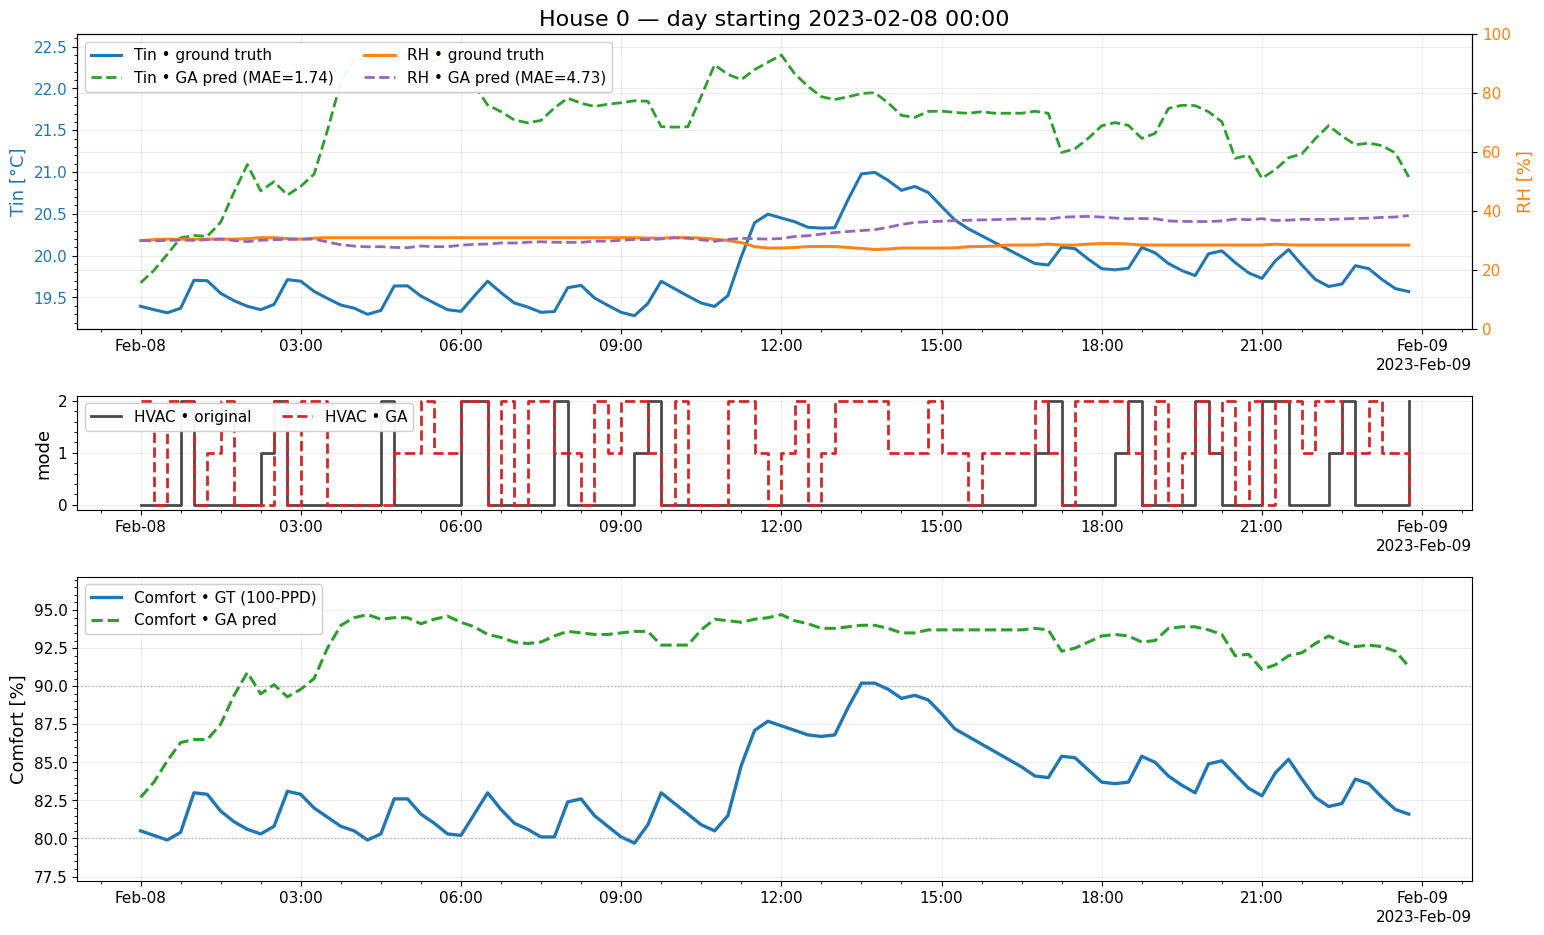 House 0 — day starting 2023-02-08 00:00
Tin • ground truth
Tin • GA pred (MAE=1.74)
RH • ground truth
RH • GA pred (MAE=4.73)
Tin [°C]
22.5
22.0
21.5
21.0
20.5
20.0
19.5
RH [%]
100
80
60
40
20
0
Feb-08 03:00 06:00 09:00 12:00 15:00 18:00 21:00 Feb-09
2023-Feb-09
HVAC • original HVAC • GA
mode
2
1
0
Feb-08 03:00 06:00 09:00 12:00 15:00 18:00 21:00 Feb-09
2023-Feb-09
Comfort • GT (100-PPD)
Comfort • GA pred
Comfort [%]
95.0
92.5
90.0
87.5
85.0
82.5
80.0
77.5
Feb-08 03:00 06:00 09:00 12:00 15:00 18:00 21:00 Feb-09
2023-Feb-09